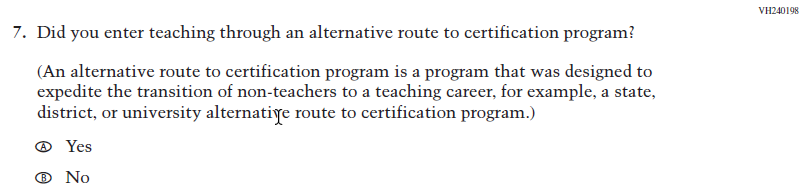 VH240198
7. Did you enter teaching through an alternative route to certification program?
(An alternative route to certification program is a program that was designed to
expedite the transition of non-teachers to a teaching career, for example, a state,
district, or university alternative route to certification program.)
Ⓐ Yes
Ⓑ No